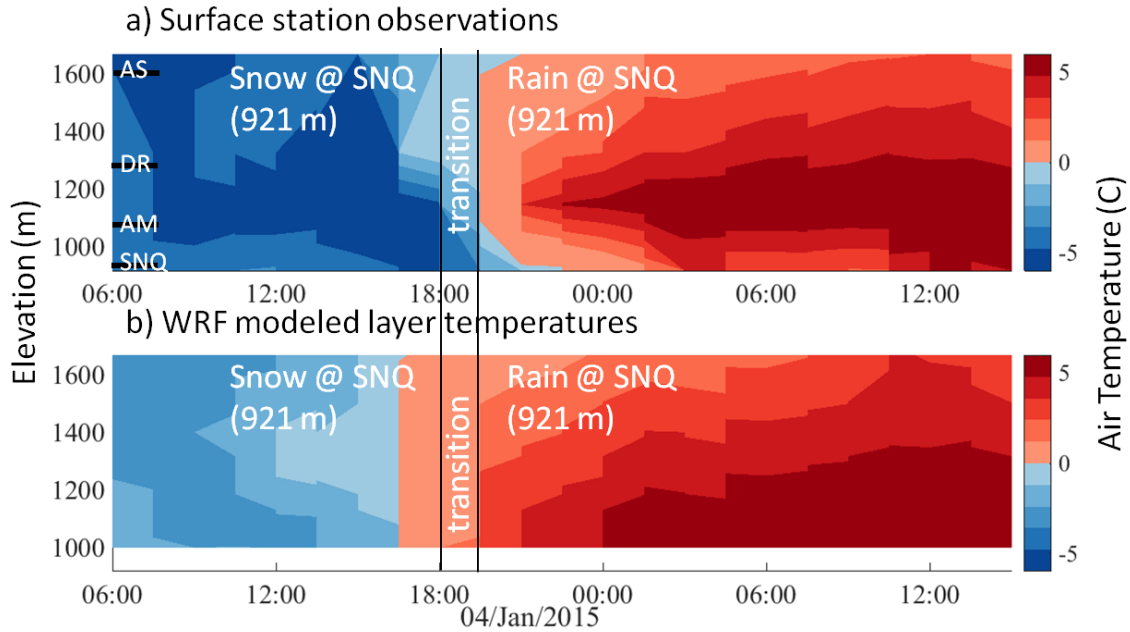 a) Surface station observations
Elevation (m)
1600
1400
1200
1000
AS
DR
AM
SNQ
Snow @ SNQ
(921 m)
transition
Rain @ SNQ
(921 m)
06:00 12:00 18:00 00:00 06:00 12:00
5
0
-5
Air Temperature (C)
b) WRF modeled layer temperatures
1600
1400
1200
1000
Snow @ SNQ
(921 m)
transition
Rain @ SNQ
(921 m)
06:00 12:00 18:00 00:00 06:00 12:00
04/Jan/2015
5
0
-5